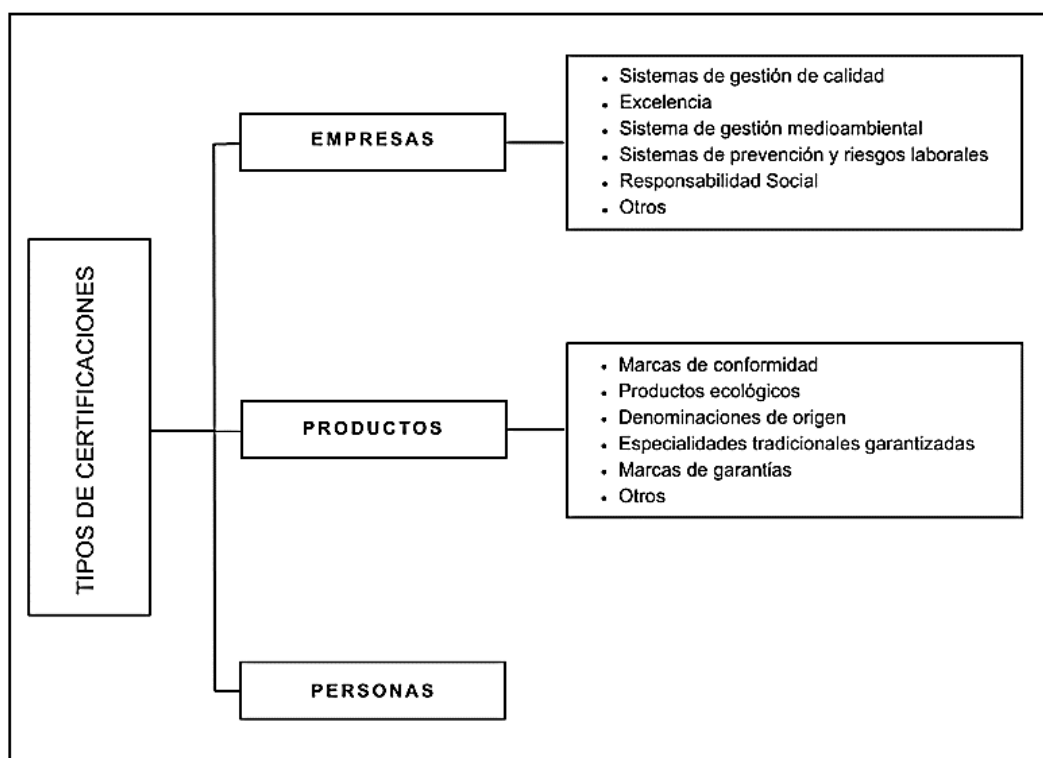 TIPOS DE CERTIFICACIONES
EMPRESAS
• Sistemas de gestión de calidad
• Excelencia
• Sistema de gestión medioambiental
• Sistemas de prevención y riesgos laborales
• Responsabilidad Social
• Otros
PRODUCTOS
• Marcas de conformidad
• Productos ecológicos
• Denominaciones de origen
• Especialidades tradicionales garantizadas
• Marcas de garantías
• Otros
PERSONAS